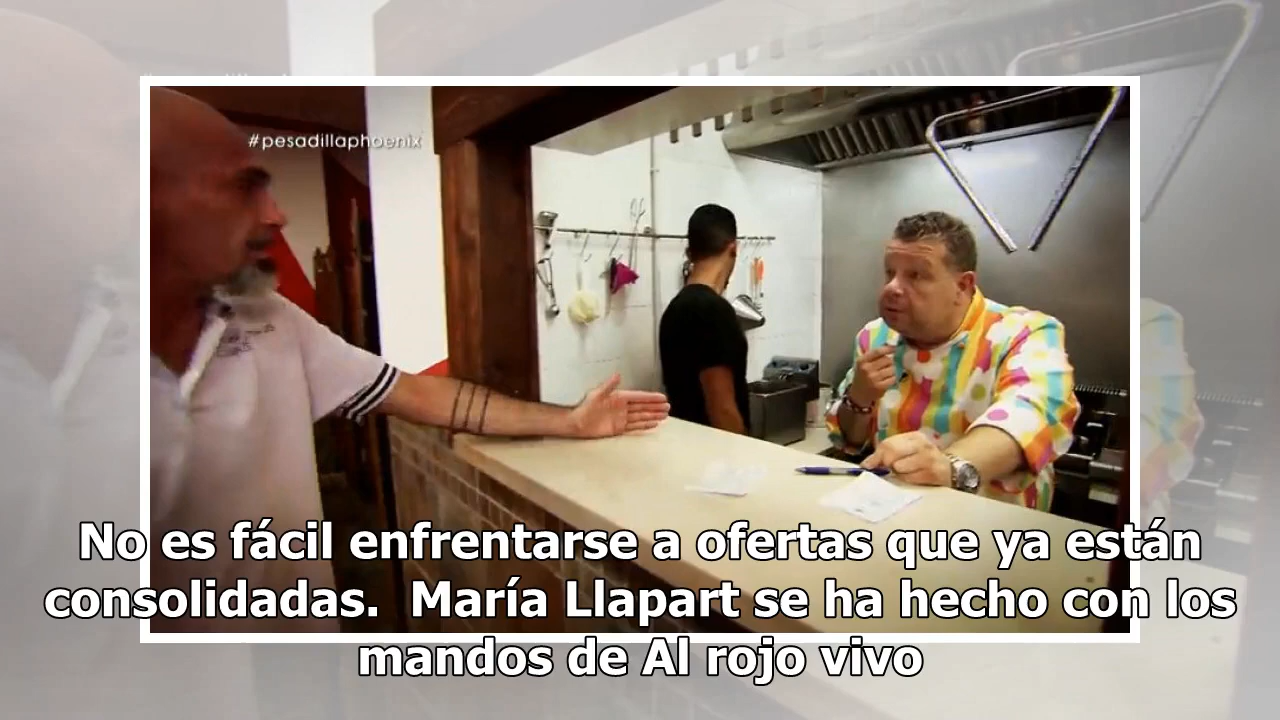 #pesadillaphoenix
No es fácil enfrentarse a ofertas que ya están
consolidadas.  María Llapart se ha hecho con los
mandos de Al rojo vivo